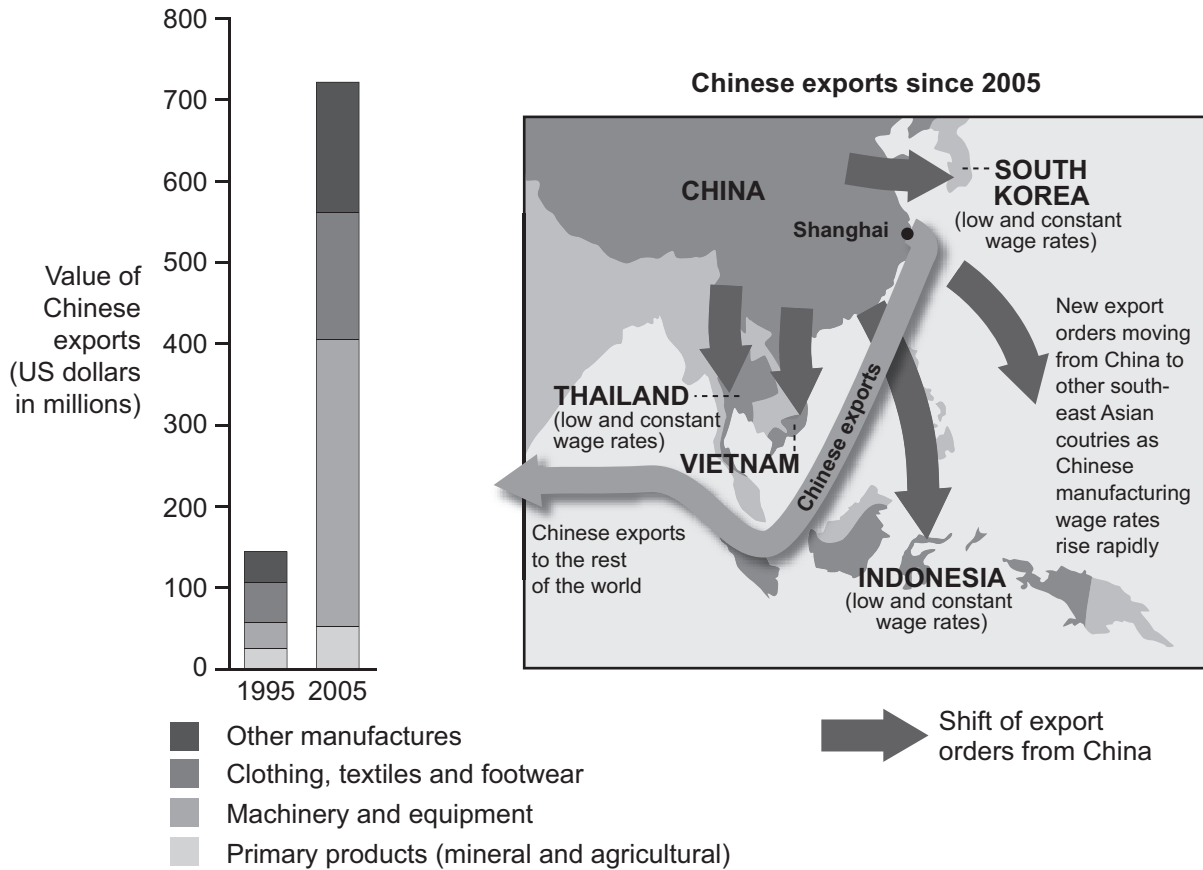 800
700
600
500
400
300
200
100
0
Value of
Chinese
exports
(US dollars
in millions)
1995 2005
Other manufactures
Clothing, textiles and footwear
Machinery and equipment
Primary products (mineral and agricultural)
Chinese exports since 2005
CHINA
Shanghai
SOUTH
KOREA
(low and constant
wage rates)
THAILAND
(low and constant
wage rates)
VIETNAM
Chinese exports
INDONESIA
(low and constant
wage rates)
Chinese exports
to the rest
of the world
New export
orders moving
from China to
other south-
east Asian
coutries as
Chinese
manufacturing
wage rates
rise rapidly
Shift of export
orders from China